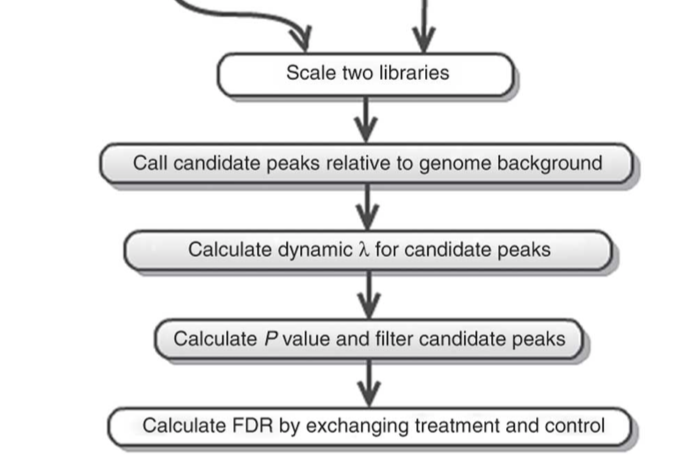 Scale two libraries
Call candidate peaks relative to genome background
Calculate dynamic λ for candidate peaks
Calculate P value and filter candidate peaks
Calculate FDR by exchanging treatment and control